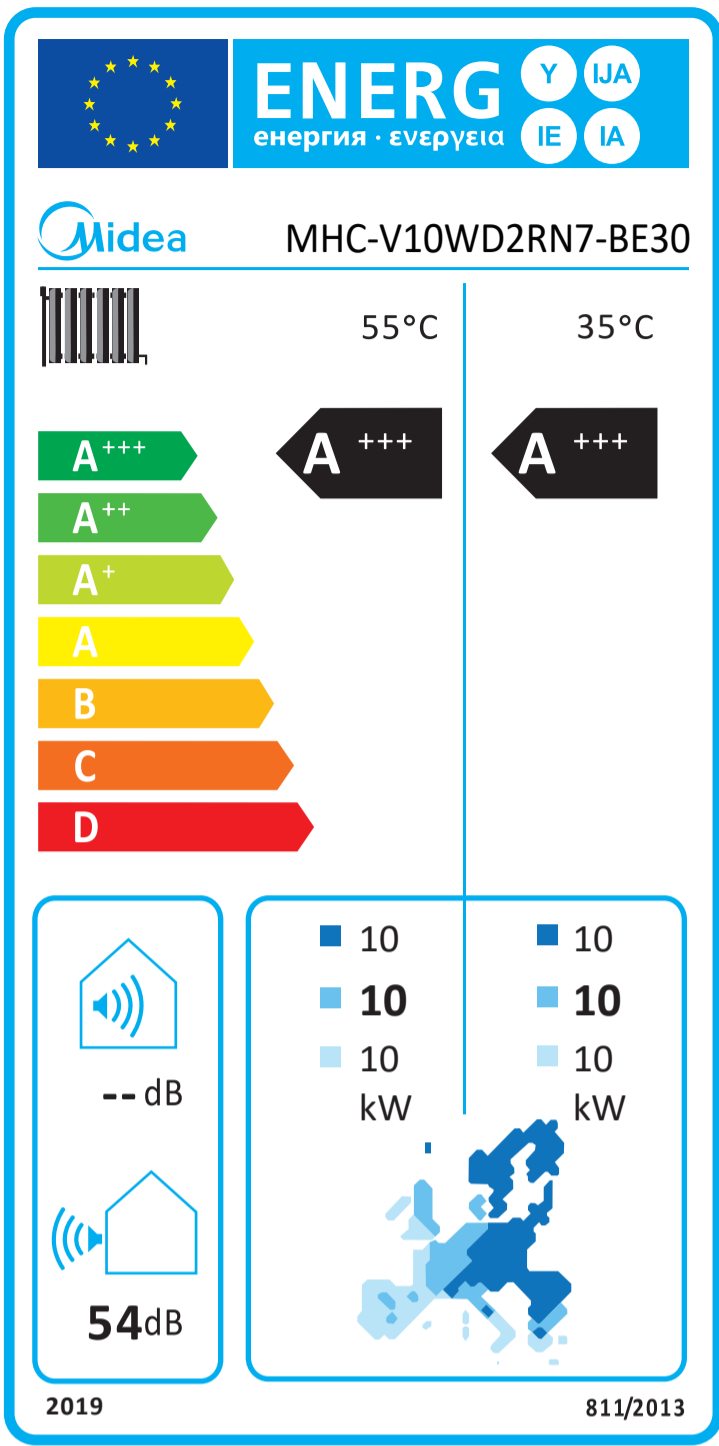 ENERG Y IJA
енергия · ενεργεια IE IA
Midea MHC-V10WD2RN7-BE30
55°C 35°C
A +++ A +++
A+++
A++
A+
A
B
C
D
10 10
10 10
10 10
kW kW
-- dB
54dB
2019 811/2013